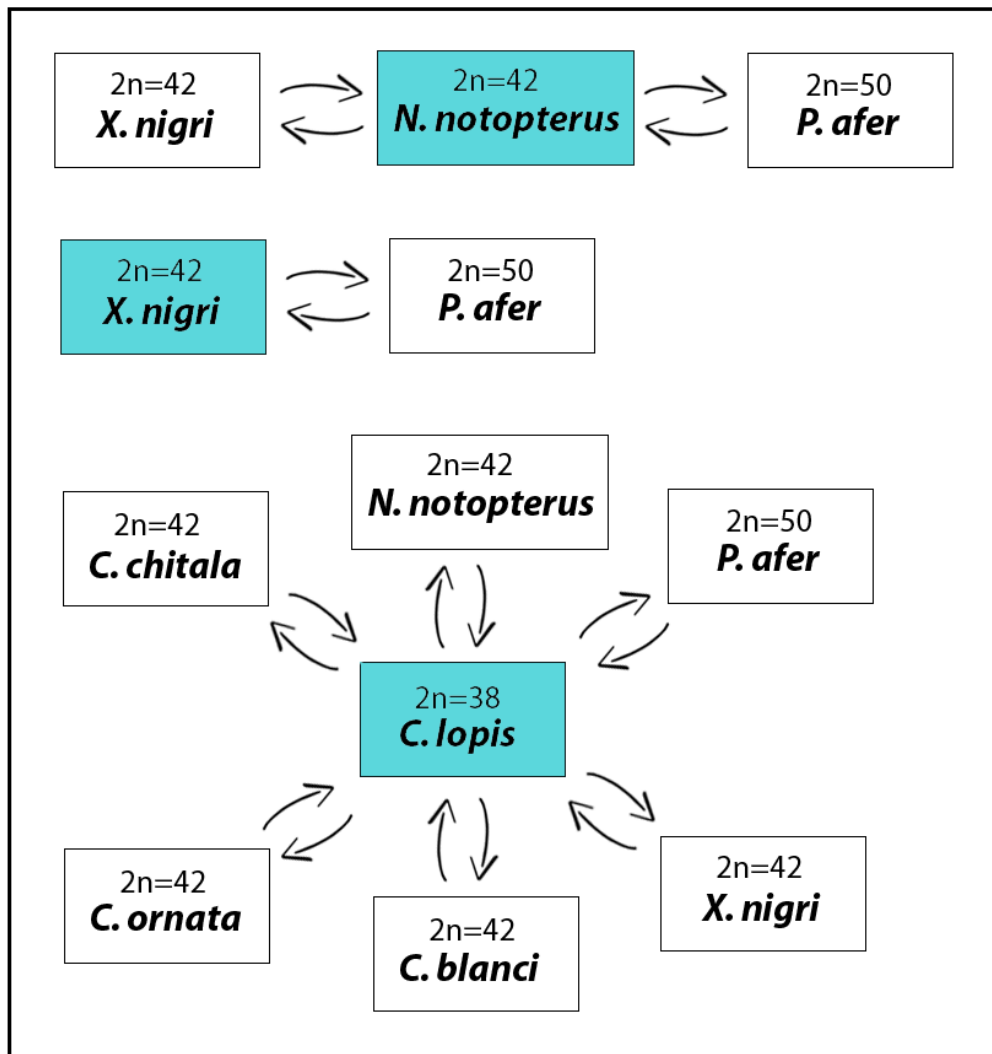 2n=42
X. nigri
2n=42
N. notopterus
2n=50
P. afer
2n=42
X. nigri
2n=50
P. afer
2n=42
N. notopterus
2n=42
C. chitala
2n=50
P. afer
2n=38
C. lopis
2n=42
C. ornata
2n=42
C. blanci
2n=42
X. nigri